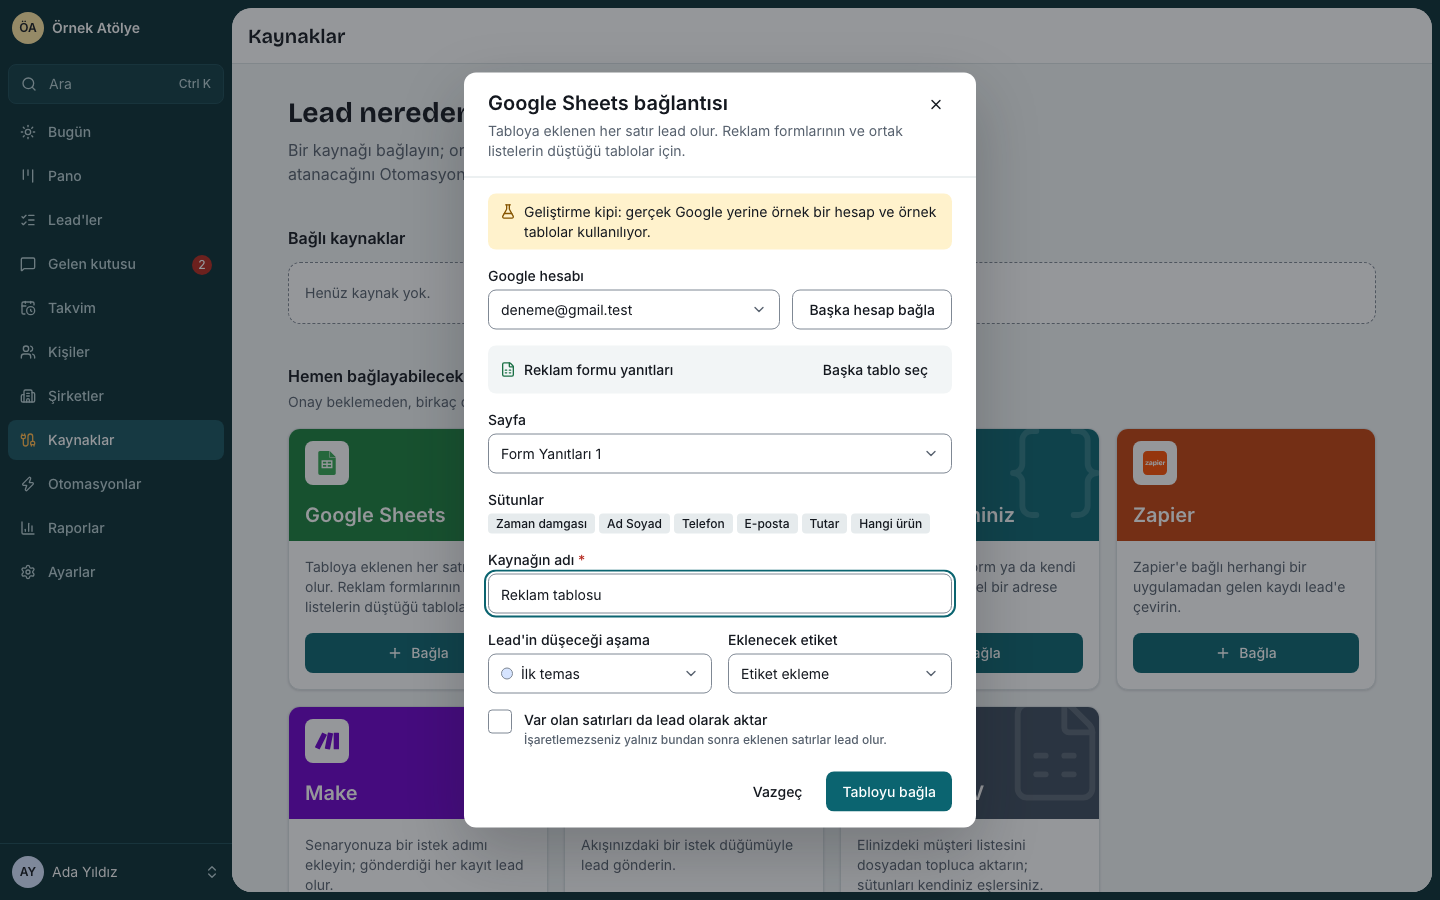 ÖA Örnek Atölye
Ara Ctrl K
Bugün
Pano
Lead'ler
Gelen kutusu 2
Takvim
Kişiler
Şirketler
Kaynaklar
Otomasyonlar
Raporlar
Ayarlar
AY Ada Yıldız
Kaynaklar
Lead nereder
Bir kaynağı bağlayın; or
atanacağını Otomasyon
Bağlı kaynaklar
Henüz kaynak yok.
Hemen bağlayabilecek
Onay beklemeden, birkaç
Google Sheets
Tabloya eklenen her satı
olur. Reklam formlarının
listelerin düştüğü tablola
Bağla
niniz
rm ya da kendi
el bir adrese
ağla
zapier
Zapier
Zapier'e bağlı herhangi bir
uygulamadan gelen kaydı lead'e
çevirin.
Bağla
Make
Senaryonuza bir istek adımı
ekleyin; gönderdiği her kayıt lead
olur.
Akışınızdaki bir istek düğümüyle
lead gönderin.
V
Elinizdeki müşteri listesini
dosyadan topluca aktarın;
sütunları kendiniz eşlersiniz.
Google Sheets bağlantısı
Tabloya eklenen her satır lead olur. Reklam formlarının ve ortak
listelerin düştüğü tablolar için.
Geliştirme kipi: gerçek Google yerine örnek bir hesap ve örnek
tablolar kullanılıyor.
Google hesabı
deneme@gmail.test Başka hesap bağla
Reklam formu yanıtları Başka tablo seç
Sayfa
Form Yanıtları 1
Sütunlar
Zaman damgası Ad Soyad Telefon E-posta Tutar Hangi ürün
Kaynağın adı *
Reklam tablosu
Lead'in düşeceği aşama Eklenecek etiket
İlk temas Etiket ekleme
Var olan satırları da lead olarak aktar
İşaretlemezseniz yalnız bundan sonra eklenen satırlar lead olur.
Vazgeç Tabloyu bağla